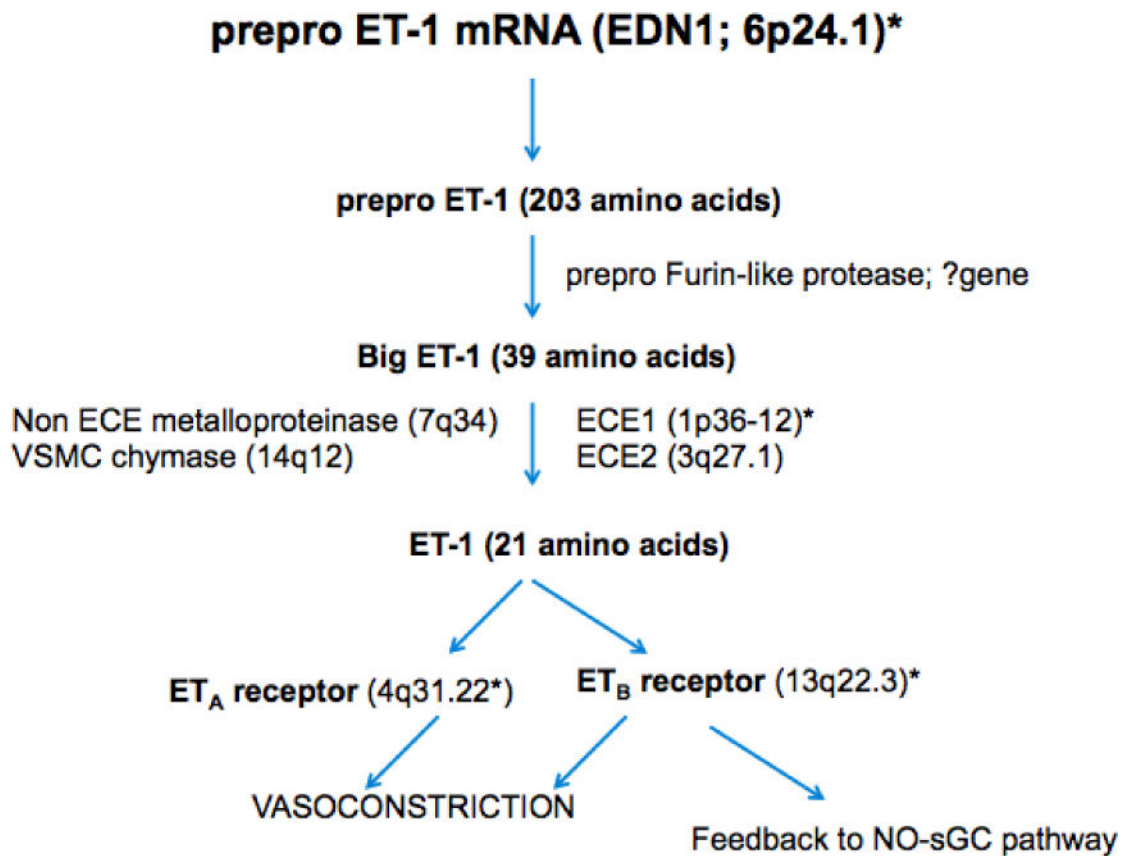 prepro ET-1 mRNA (EDN1; 6p24.1)*
prepro ET-1 (203 amino acids)
prepro Furin-like protease; ?gene
Big ET-1 (39 amino acids)
Non ECE metalloproteinase (7q34)
VSMC chymase (14q12)
ECE1 (1p36-12)*
ECE2 (3q27.1)
ET-1 (21 amino acids)
ETA receptor (4q31.22*)
ETB receptor (13q22.3)*
VASOCONSTRICTION
Feedback to NO-sGC pathway